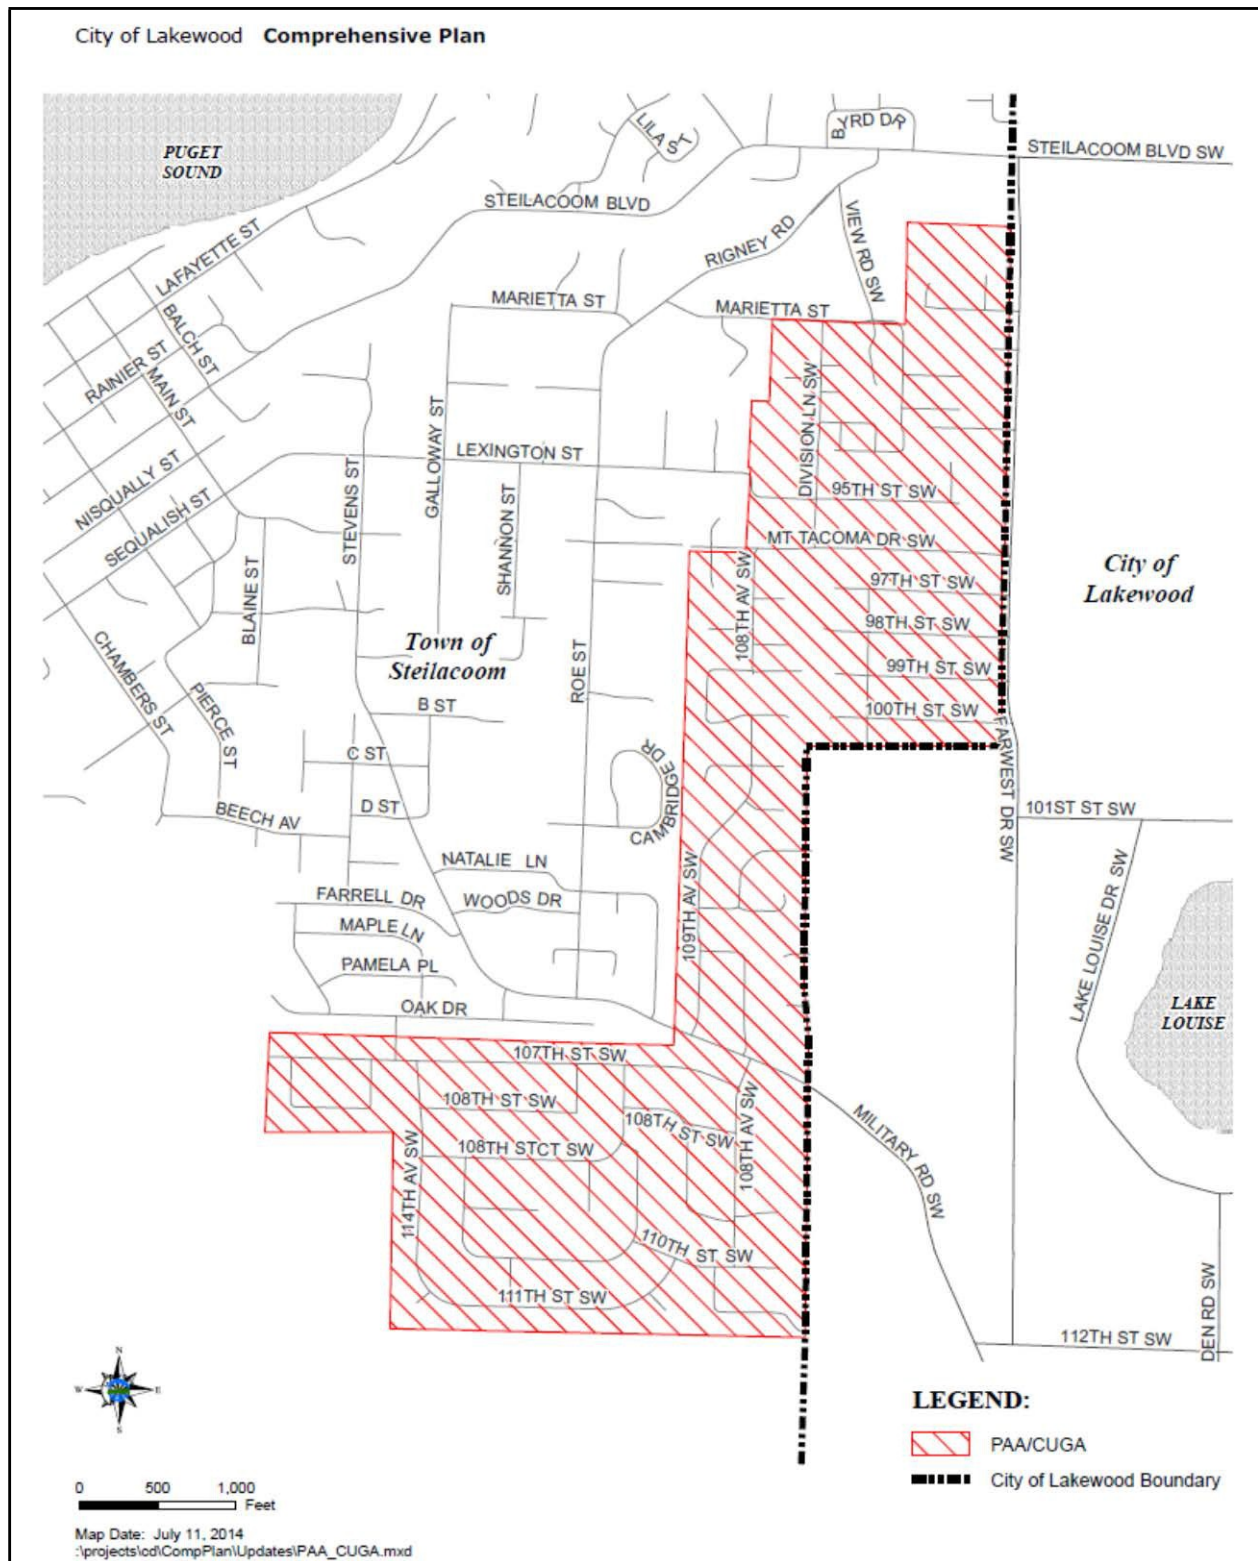 City of Lakewood Comprehensive Plan
PUGET
SOUND
LILA ST
BYRD DR
STEILACOOM BLVD SW
STEILACOOM BLVD
LAFAYETTE ST
RIGNEY RD
VIEW RD SW
MARIETTA ST
MARIETTA ST
BALCH ST
RAINIER ST
MAIN ST
DIVISION LN SW
GALLOWAY ST
LEXINGTON ST
NISQUALLY ST
SEQUALISH ST
STEVENS ST
SHANNON ST
95TH ST SW
MT TACOMA DR SW
City of
Lakewood
97TH ST SW
108TH AV SW
98TH ST SW
BLAINE ST
Town of
Steilacoom
ROE ST
99TH ST SW
CHAMBERS ST
PIERCE ST
B ST
100TH ST SW
FARWEST DR SW
C ST
CAMBRIDGE DR
D ST
BEECH AV
101ST ST SW
NATALIE LN
FARRELL DR
WOODS DR
109TH AV SW
LAKE LOUISE DR SW
MAPLE LN
PAMELA PL
OAK DR
LAKE
LOUISE
107TH ST SW
108TH ST SW
108TH ST SW
108TH AV SW
MILITARY RD SW
108TH STCT SW
114TH AV SW
110TH ST SW
111TH ST SW
112TH ST SW
DEN RD SW
N
W
E
S
LEGEND:
PAA/CUGA
City of Lakewood Boundary
0 500 1,000
Feet
Map Date: July 11, 2014
:\projects\cd\CompPlan\Updates\PAA_CUGA.mxd